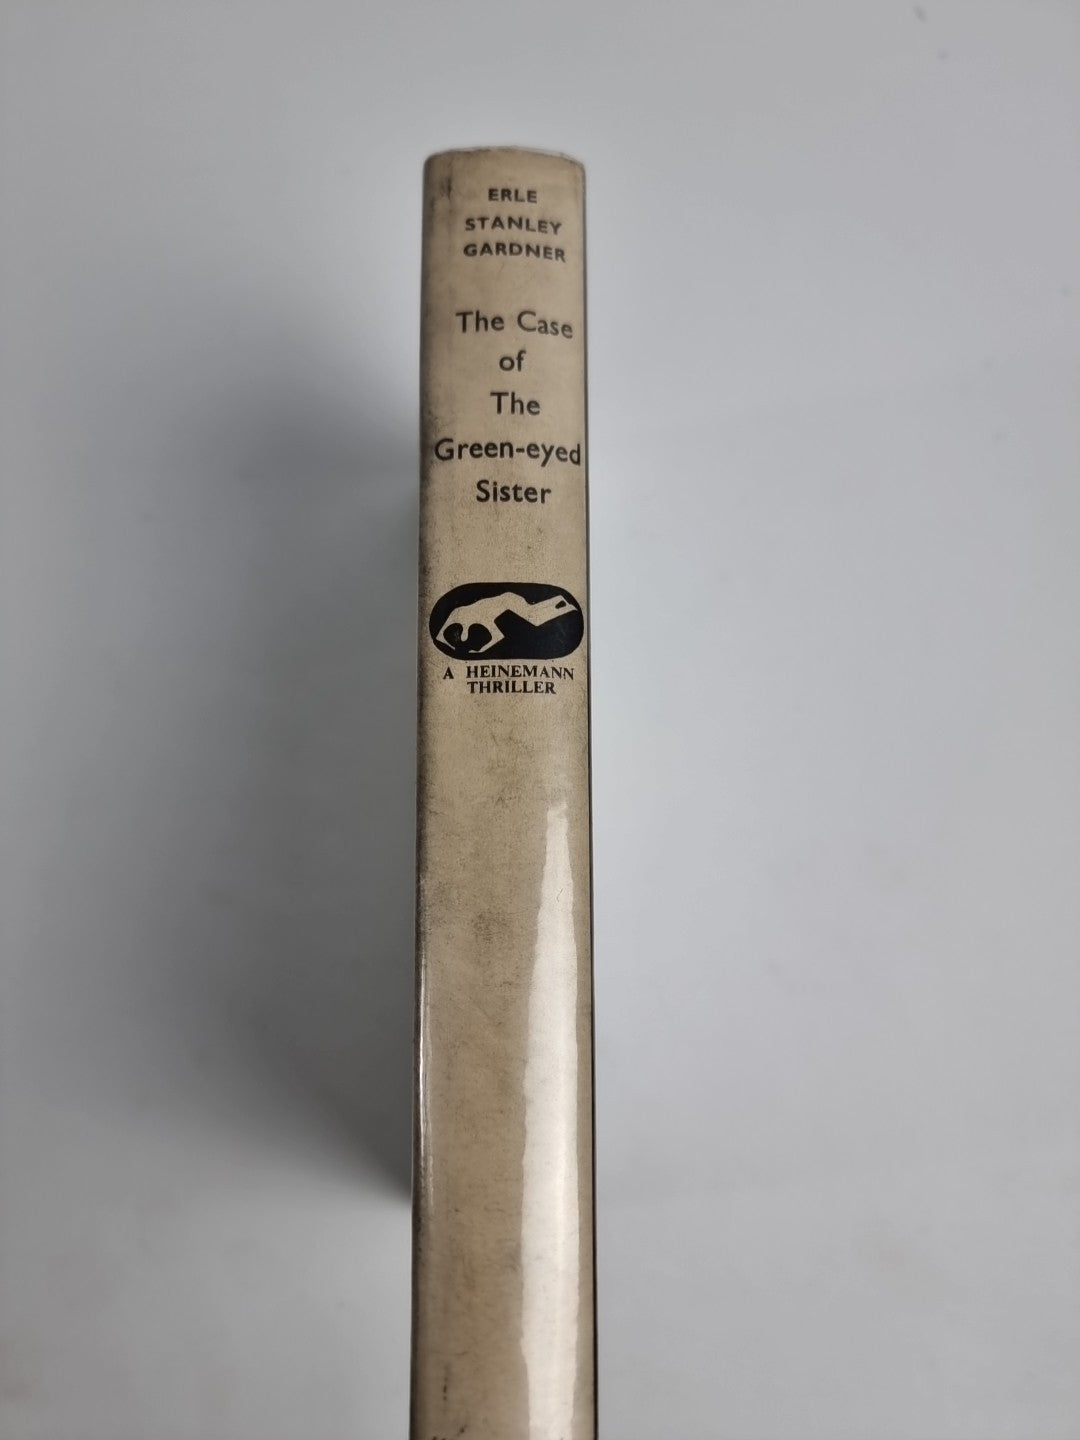 ERLE
STANLEY
GARDNER
The Case
of
The
Green-eyed
Sister
A HEINEMANN
THRILLER